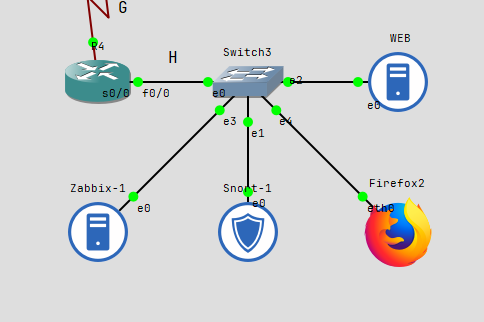 G
R4
H
Switch3
WEB
s0/0
f0/0
e0
e2
e0
e3
e1
e4
Zabbix-1
Snort-1
Firefox2
e0
e0
eth0